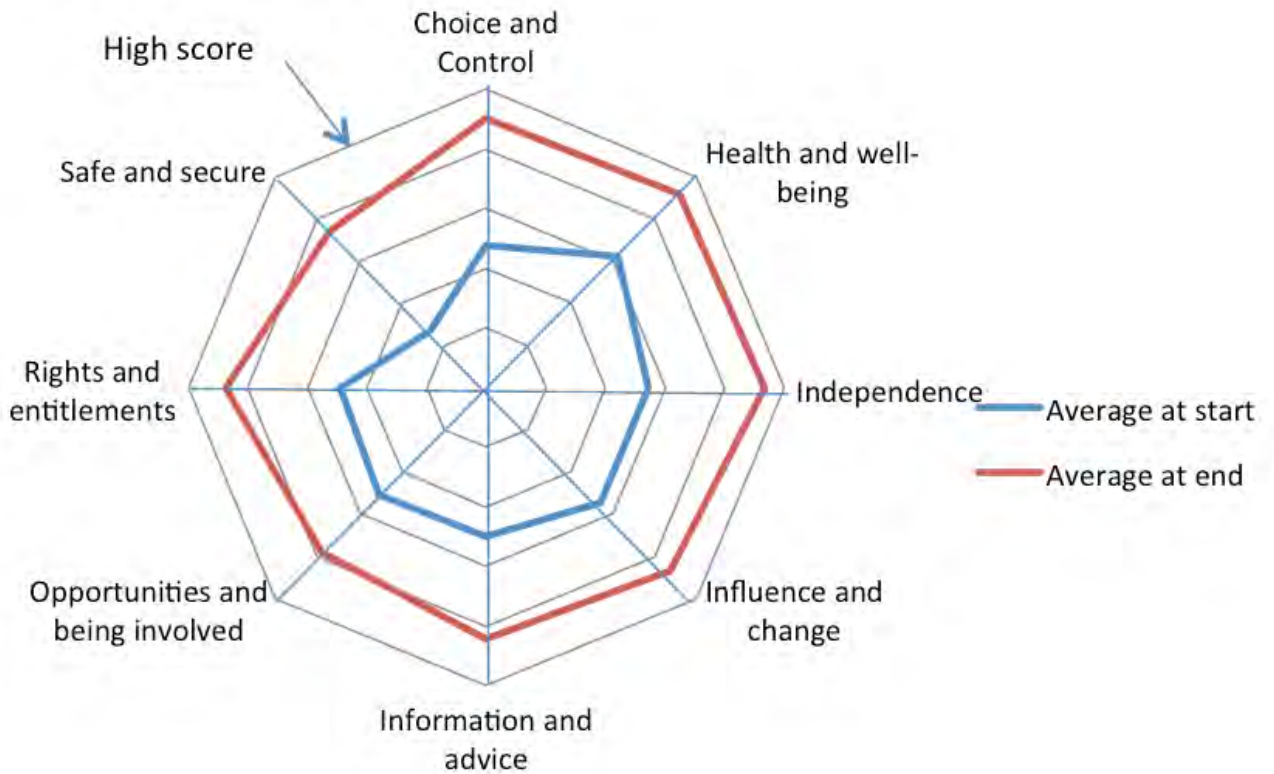 Choice and
Control
High score
Health and well-
being
Safe and secure
Rights and
entitlements
Independence
Average at start
Average at end
Opportunities and
being involved
Influence and
change
Information and
advice